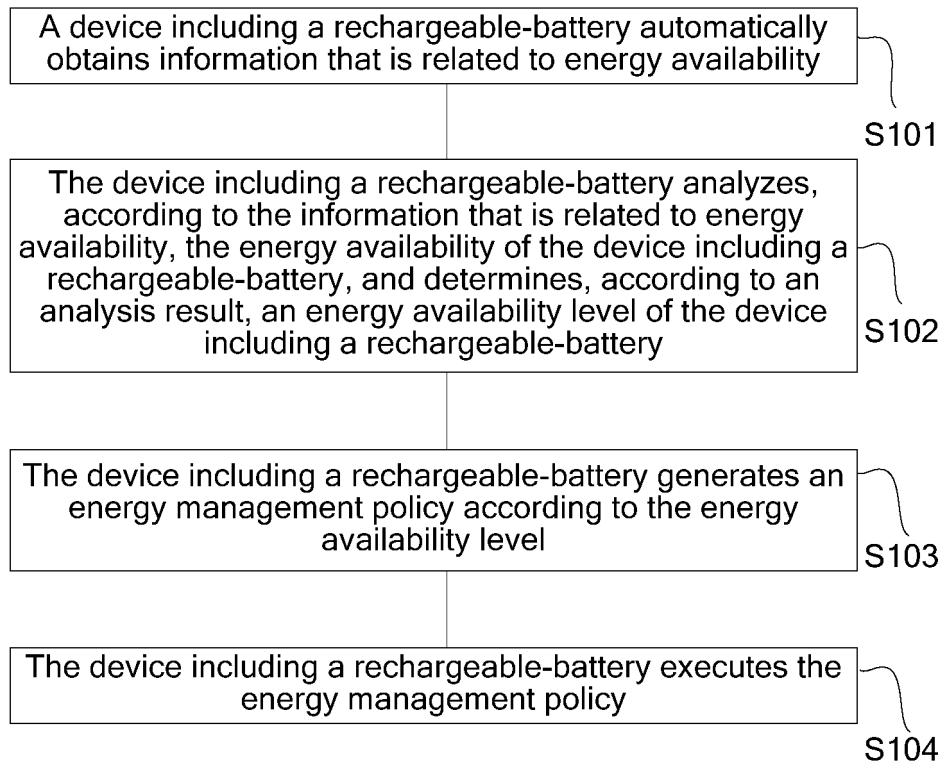 A device including a rechargeable-battery automatically
obtains information that is related to energy availability
S101
The device including a rechargeable-battery analyzes,
according to the information that is related to energy
availability, the energy availability of the device including a
rechargeable-battery, and determines, according to an
analysis result, an energy availability level of the device
including a rechargeable-battery
S102
The device including a rechargeable-battery generates an
energy management policy according to the energy
availability level
S103
The device including a rechargeable-battery executes the
energy management policy
S104